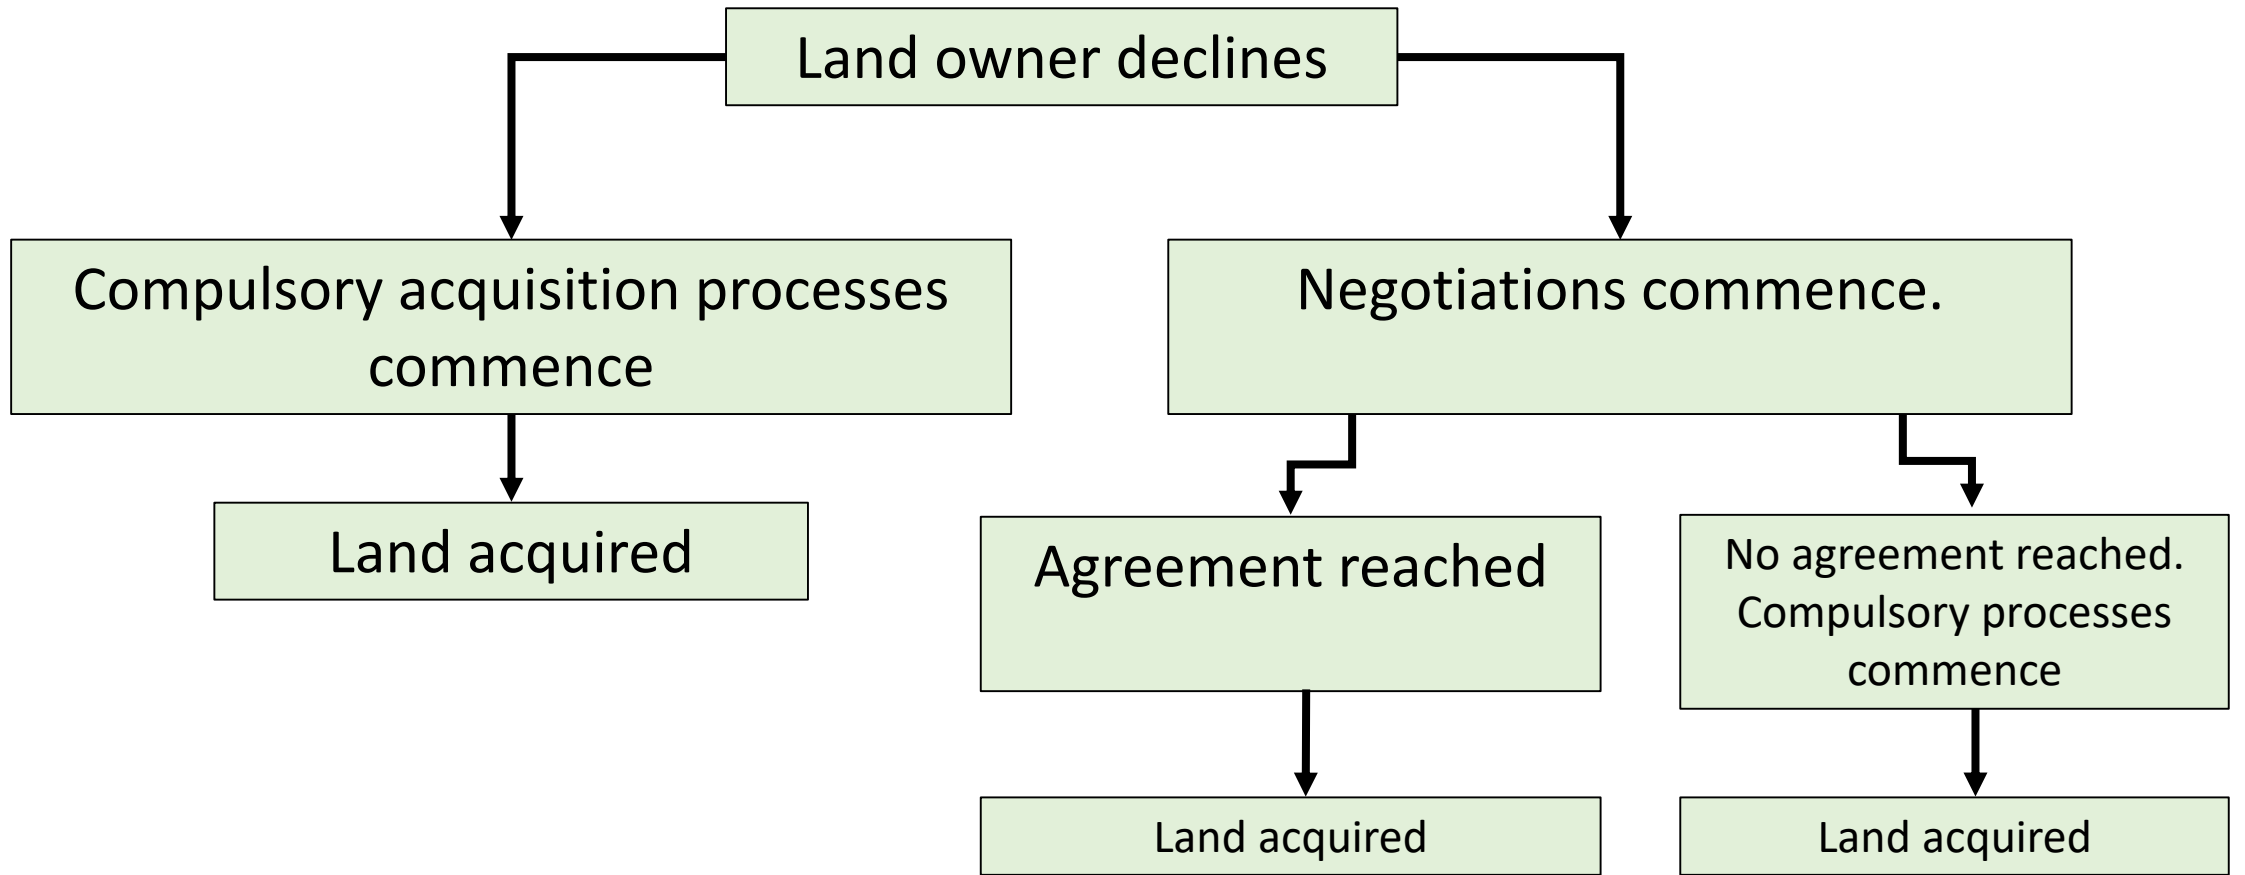 Land owner declines
Compulsory acquisition processes
commence
Negotiations commence.
Land acquired
Agreement reached
No agreement reached.
Compulsory processes
commence
Land acquired
Land acquired